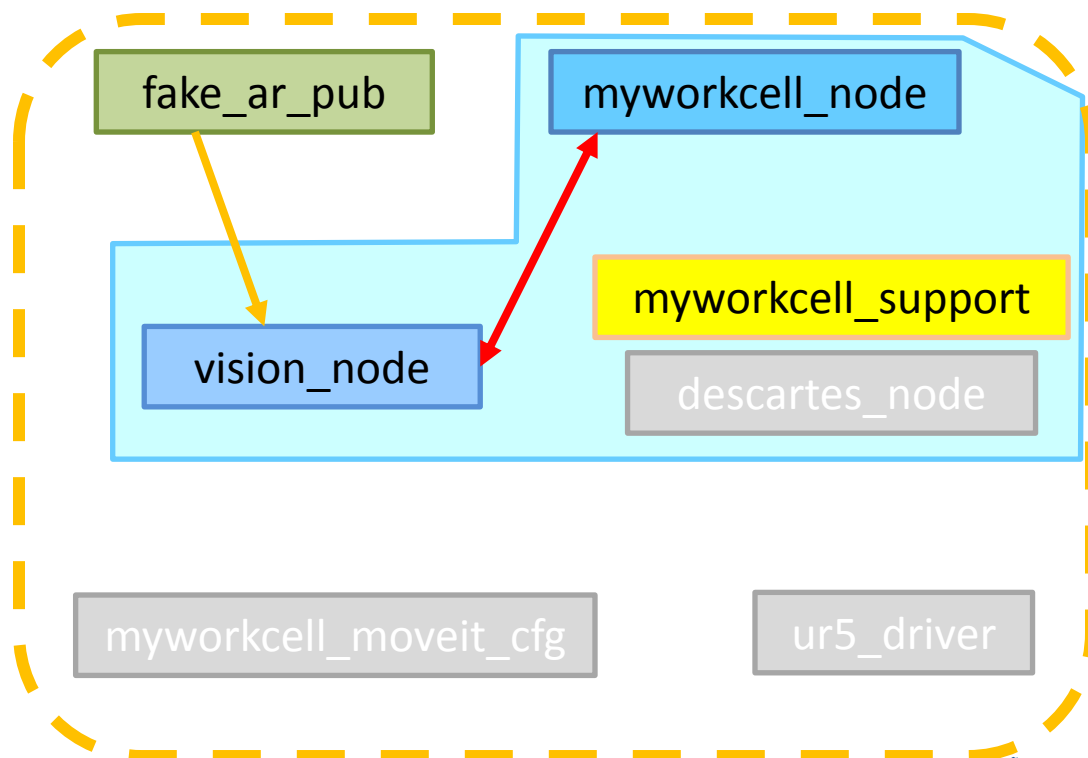 fake_ar_pub
myworkcell_node
myworkcell_support
vision_node
descartes_node
myworkcell_moveit_cfg
ur5_driver